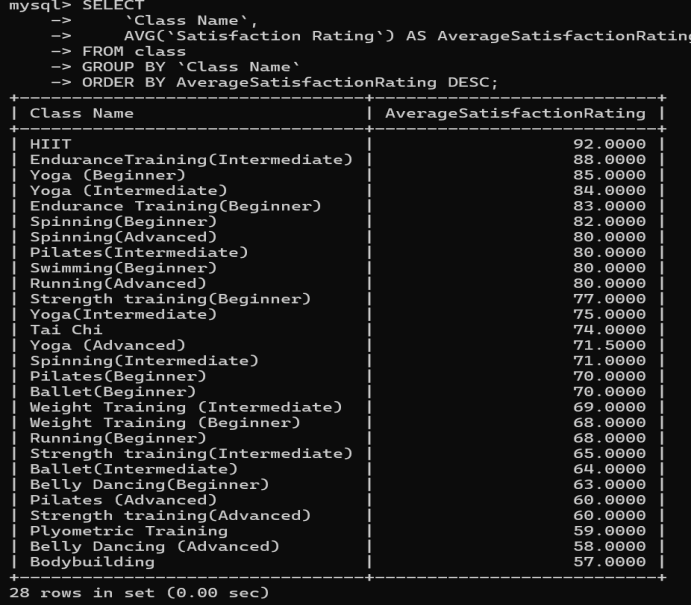 mysql> SELECT
    ->     `Class Name`,
    ->     AVG(`Satisfaction Rating`) AS AverageSatisfactionRating
    -> FROM class
    -> GROUP BY `Class Name`
    -> ORDER BY AverageSatisfactionRating DESC;
+---------------------------------+---------------------------+
| Class Name                      | AverageSatisfactionRating |
+---------------------------------+---------------------------+
| HIIT                            |                   92.0000 |
| EnduranceTraining(Intermediate) |                   88.0000 |
| Yoga (Beginner)                 |                   85.0000 |
| Yoga (Intermediate)             |                   84.0000 |
| Endurance Training(Beginner)    |                   83.0000 |
| Spinning(Beginner)              |                   82.0000 |
| Spinning(Advanced)              |                   80.0000 |
| Pilates(Intermediate)           |                   80.0000 |
| Swimming(Beginner)              |                   80.0000 |
| Running(Advanced)               |                   80.0000 |
| Strength training(Beginner)     |                   77.0000 |
| Yoga(Intermediate)              |                   75.0000 |
| Tai Chi                         |                   74.0000 |
| Yoga (Advanced)                 |                   71.5000 |
| Spinning(Intermediate)          |                   71.0000 |
| Pilates(Beginner)               |                   70.0000 |
| Ballet(Beginner)                |                   70.0000 |
| Weight Training (Intermediate)  |                   69.0000 |
| Weight Training (Beginner)      |                   68.0000 |
| Running(Beginner)               |                   68.0000 |
| Strength training(Intermediate) |                   65.0000 |
| Ballet(Intermediate)            |                   64.0000 |
| Belly Dancing(Beginner)         |                   63.0000 |
| Pilates (Advanced)              |                   60.0000 |
| Strength training(Advanced)     |                   60.0000 |
| Plyometric Training             |                   59.0000 |
| Belly Dancing (Advanced)        |                   58.0000 |
| Bodybuilding                    |                   57.0000 |
+---------------------------------+---------------------------+
28 rows in set (0.00 sec)